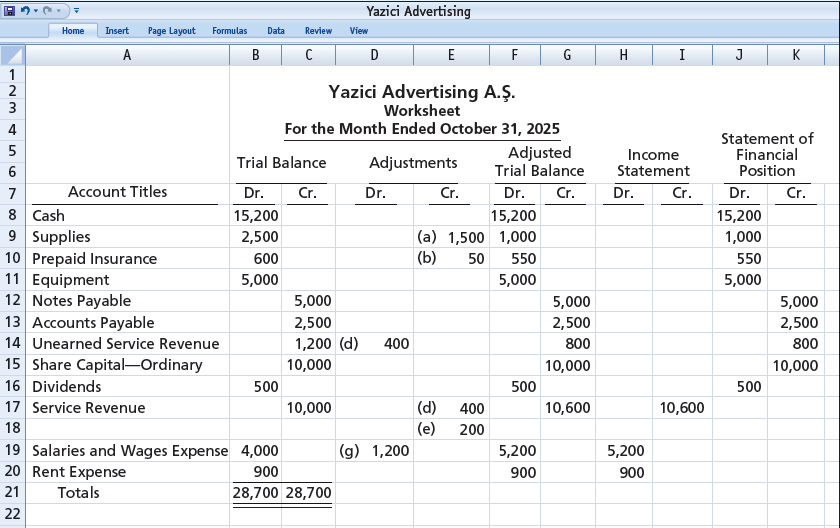 Yazici Advertising
Home Insert Page Layout Formulas Data Review View
A B C D E F G H I J K
1
2 Yazici Advertising A.Ş.
3 Worksheet
4 For the Month Ended October 31, 2025
5 Trial Balance Adjustments Adjusted Trial Balance Income Statement Statement of Financial Position
6
7 Account Titles Dr. Cr. Dr. Cr. Dr. Cr. Dr. Cr. Dr. Cr.
8 Cash 15,200 15,200 15,200
9 Supplies 2,500 (a) 1,500 1,000 1,000
10 Prepaid Insurance 600 (b) 50 550 550
11 Equipment 5,000 5,000 5,000
12 Notes Payable 5,000 5,000 5,000
13 Accounts Payable 2,500 2,500 2,500
14 Unearned Service Revenue 1,200 (d) 400 800 800
15 Share Capital—Ordinary 10,000 10,000 10,000
16 Dividends 500 500 500
17 Service Revenue 10,000 (d) 400 10,600 10,600
18 (e) 200
19 Salaries and Wages Expense 4,000 (g) 1,200 5,200 5,200
20 Rent Expense 900 900 900
21 Totals 28,700 28,700
22